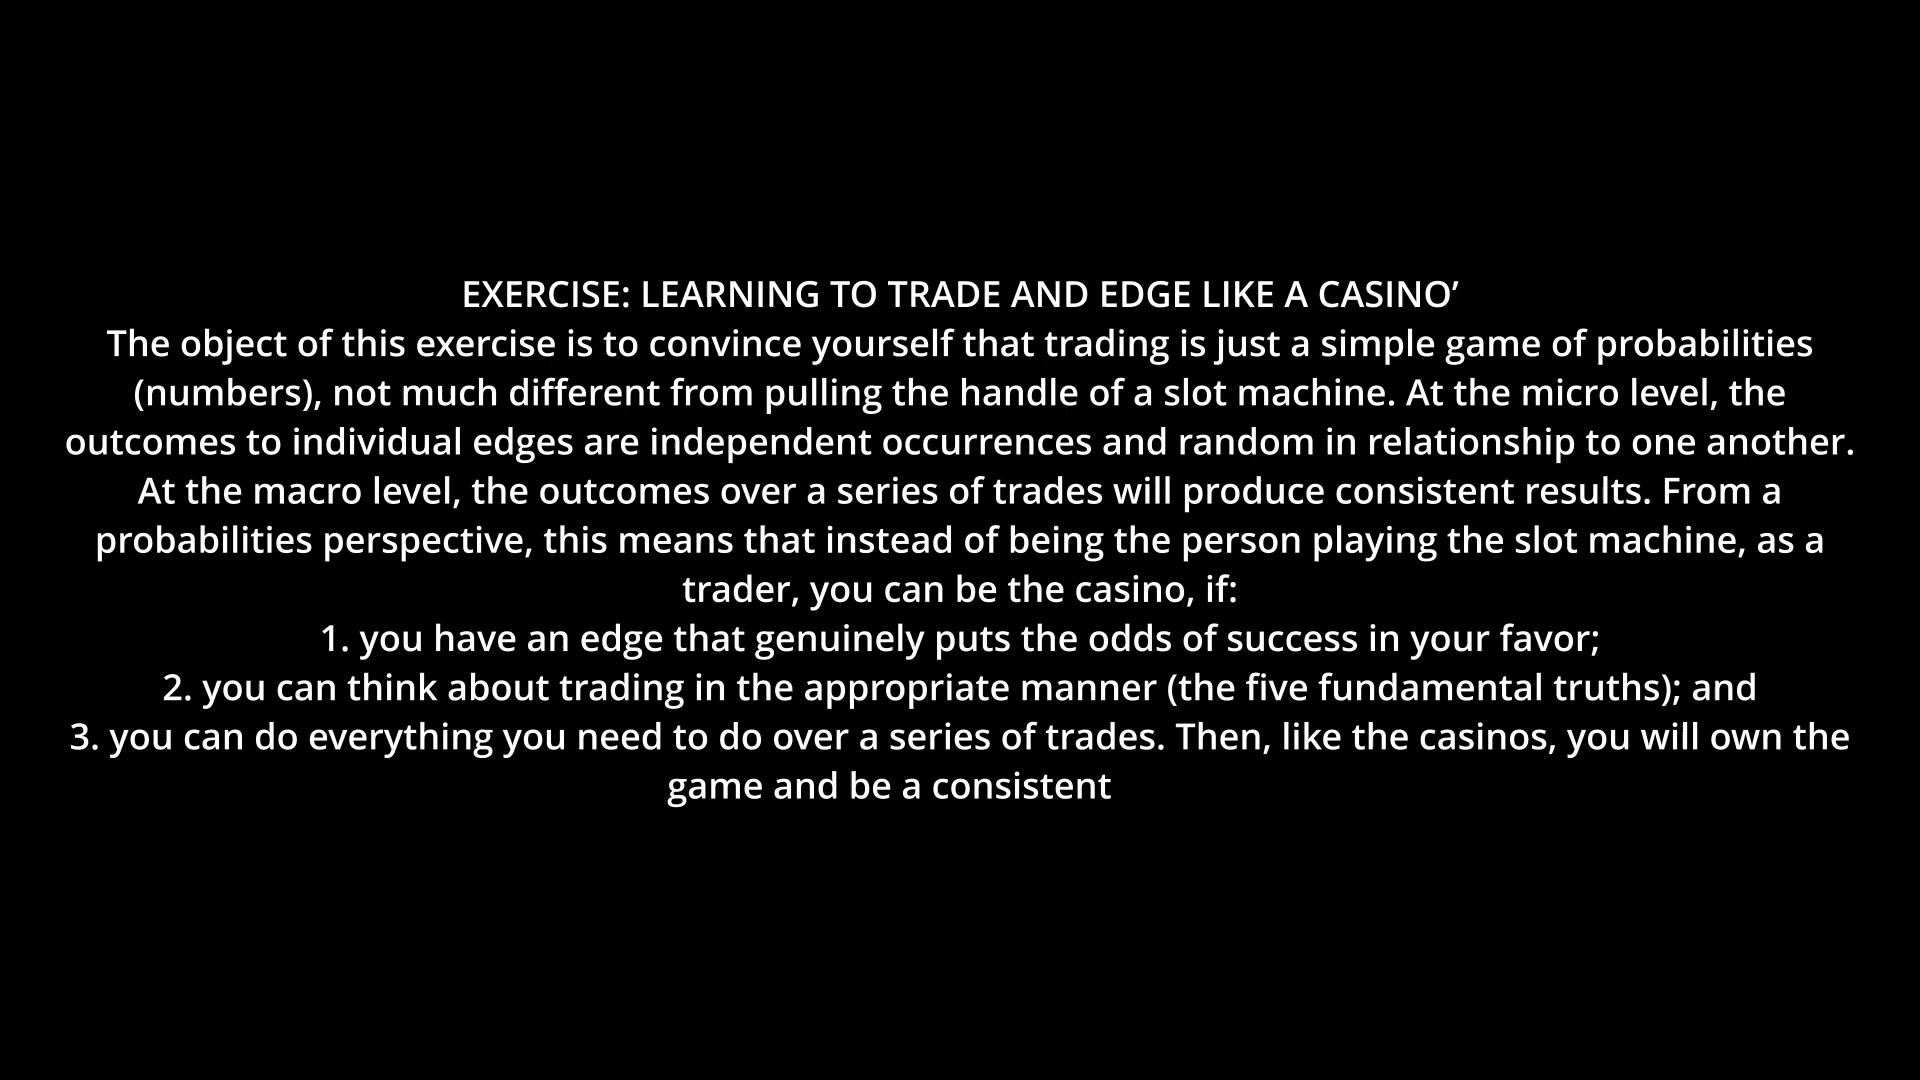 EXERCISE: LEARNING TO TRADE AND EDGE LIKE A CASINO’
The object of this exercise is to convince yourself that trading is just a simple game of probabilities
(numbers), not much different from pulling the handle of a slot machine. At the micro level, the
outcomes to individual edges are independent occurrences and random in relationship to one another.
At the macro level, the outcomes over a series of trades will produce consistent results. From a
probabilities perspective, this means that instead of being the person playing the slot machine, as a
trader, you can be the casino, if:
1. you have an edge that genuinely puts the odds of success in your favor;
2. you can think about trading in the appropriate manner (the five fundamental truths); and
3. you can do everything you need to do over a series of trades. Then, like the casinos, you will own the
game and be a consistent